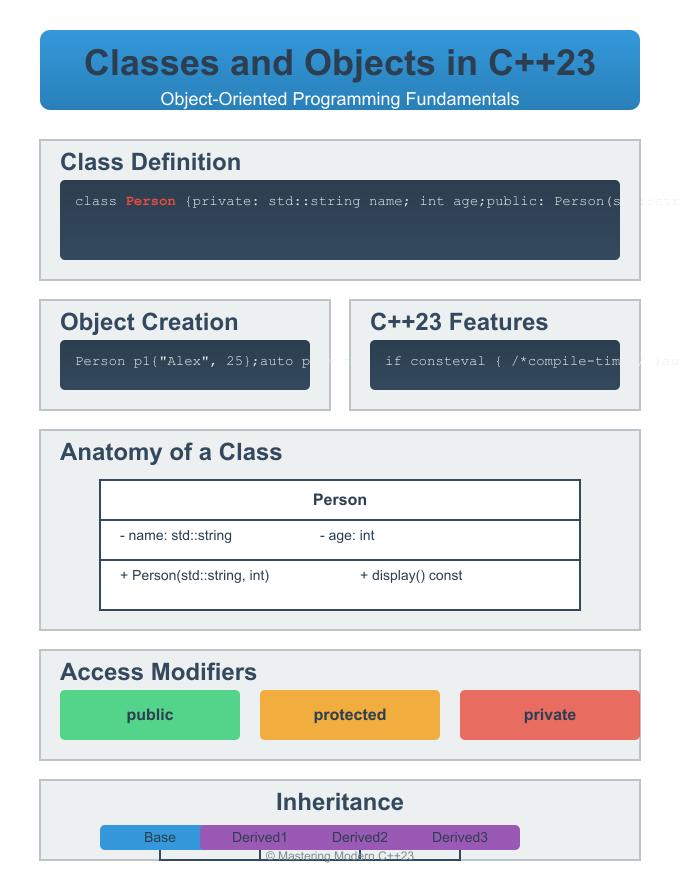 Classes and Objects in C++23
Object-Oriented Programming Fundamentals
Class Definition
class Person {private: std::string name; int age;public: Person(s
Object Creation
Person p1{"Alex", 25};auto p
C++23 Features
if consteval { /*compile-tim
Anatomy of a Class
Person
- name: std::string
- age: int
+ Person(std::string, int)
+ display() const
Access Modifiers
public
protected
private
Inheritance
Base
Derived1
Derived2
Derived3
© Mastering Modern C++23